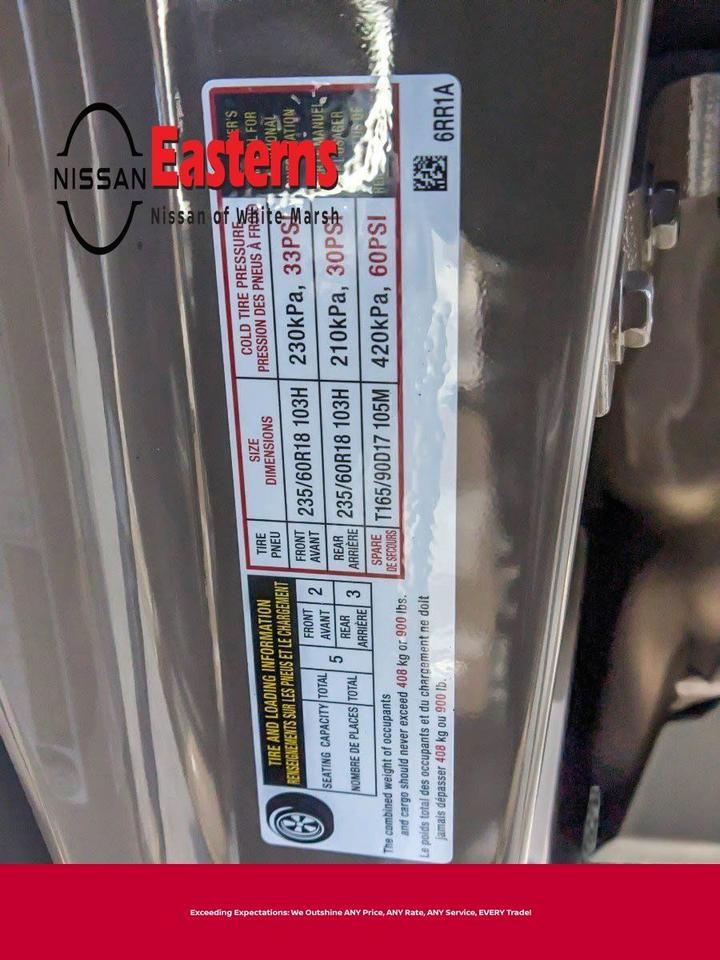 NISSAN
Easterns
Nissan of White Marsh
TIRE AND LOADING INFORMATION
RENSEIGNEMENTS SUR LES PNEUS ET LE CHARGEMENT
SEATING CAPACITY
NOMBRE DE PLACES
TOTAL
TOTAL
5
FRONT
AVANT
2
REAR
ARRIÈRE
3
The combined weight of occupants
and cargo should never exceed 408 kg or 900 lbs.
Le poids total des occupants et du chargement ne doit
jamais dépasser 408 kg ou 900 lb.
TIRE
PNEU
SIZE
DIMENSIONS
COLD TIRE PRESSURE
PRESSION DES PNEUS À
FRONT
AVANT
235/60R18 103H
230kPa, 33PSI
REAR
ARRIÈRE
235/60R18 103H
210kPa, 30PSI
SPARE
DE SECOURS
T165/90D17 105M
420kPa, 60PSI
FOR
MANUEL
6RR1A
Exceeding Expectations: We Outshine ANY Price, ANY Rate, ANY Service, EVERY Trade!